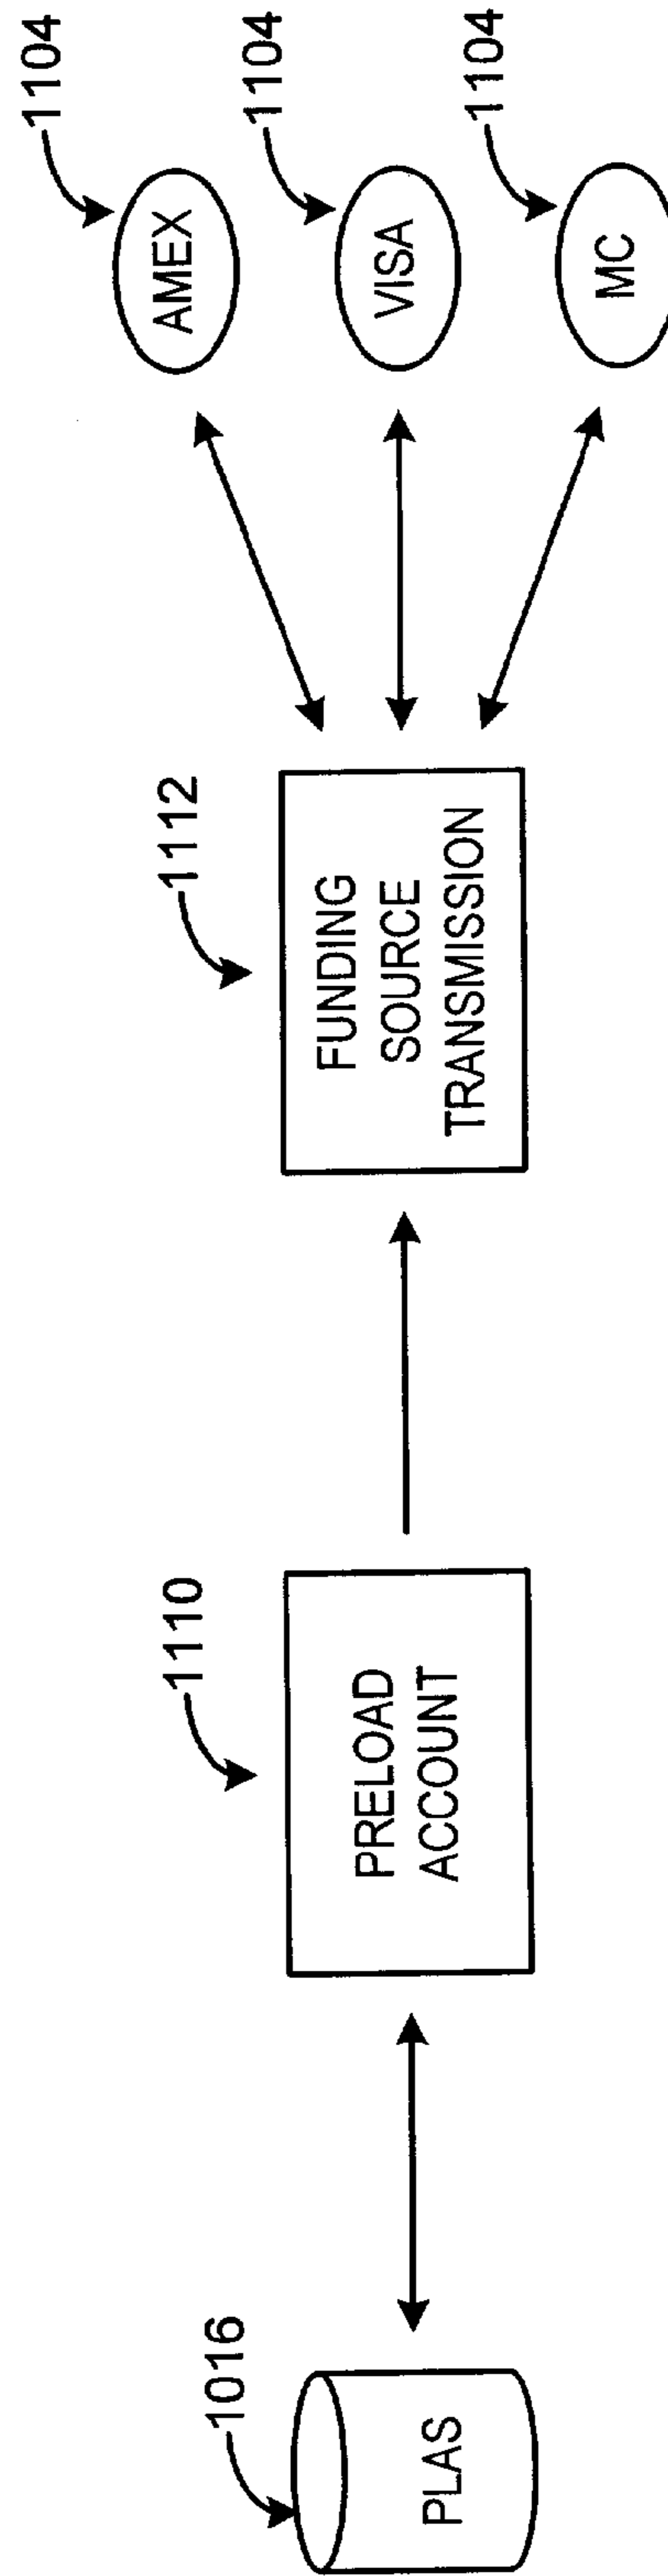 1016
PLAS
1110
PRELOAD
ACCOUNT
1112
FUNDING
SOURCE
TRANSMISSION
1104
AMEX
1104
VISA
1104
MC